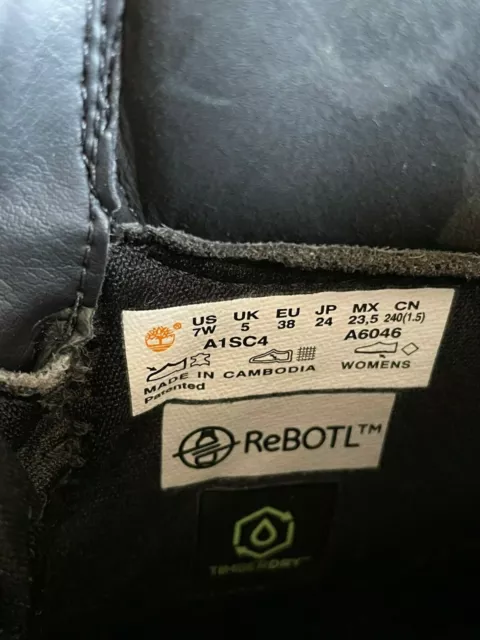 US UK EU JP MX CN
7W 5 38 24 23,5 240(1.5)
A1SC4 A6046
MADE IN CAMBODIA WOMENS
Patented
ReBOTL™
TIMBERDRY™